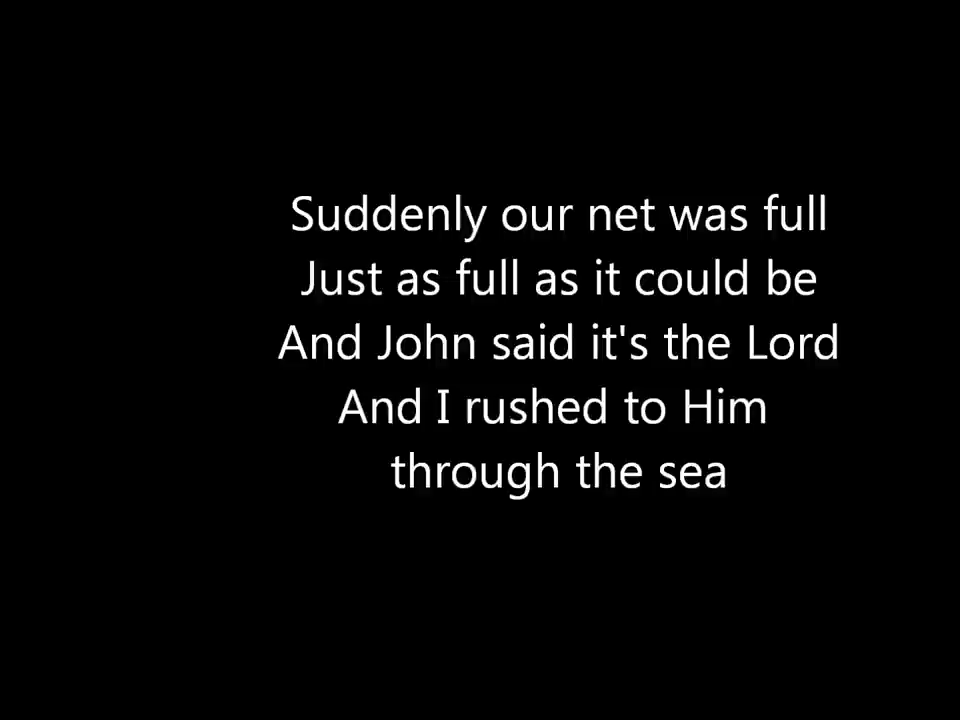 Suddenly our net was full
Just as full as it could be
And John said it's the Lord
And I rushed to Him
through the sea